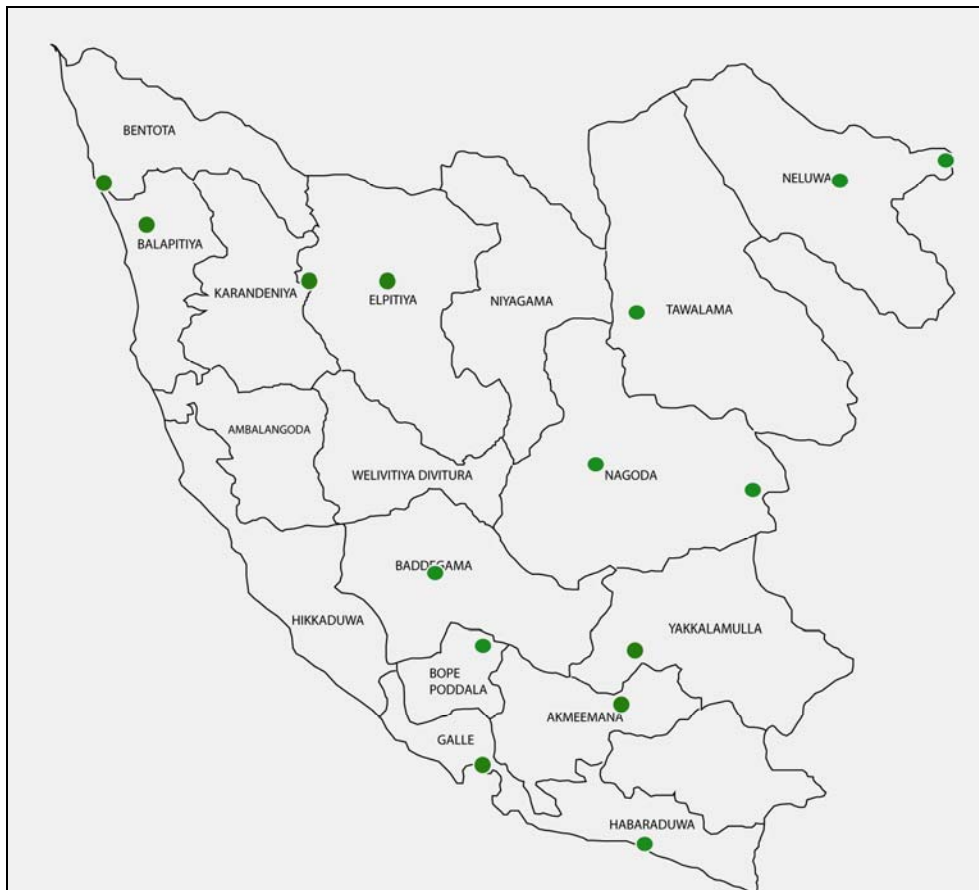 BENTOTA
NELUWA
BALAPITIYA
KARANDENIYA
ELPITIYA
NIYAGAMA
TAWALAMA
AMBALANGODA
WELIVITIYA DIVITURA
NAGODA
BADDEGAMA
HIKKADUWA
YAKKALAMULLA
BOPE
PODDALA
AKMEEMANA
GALLE
HABARADUWA